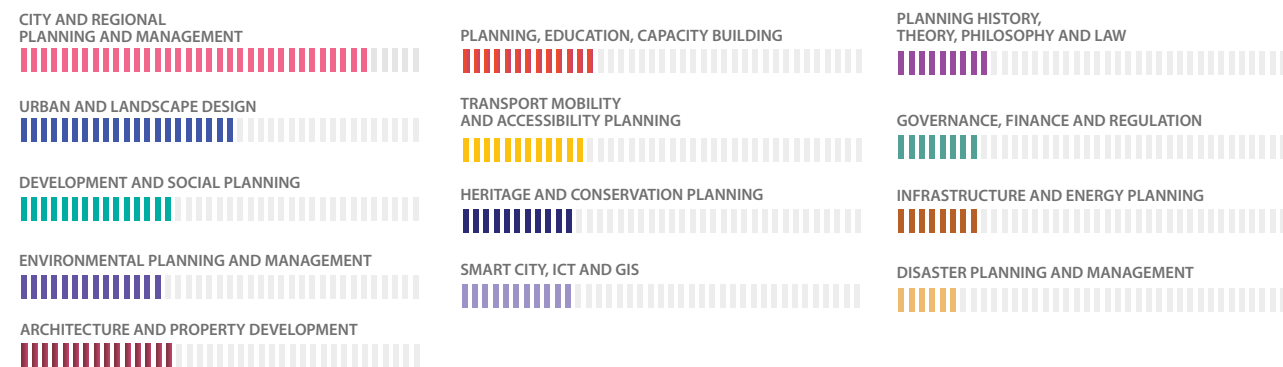 CITY AND REGIONAL
PLANNING AND MANAGEMENT
URBAN AND LANDSCAPE DESIGN
DEVELOPMENT AND SOCIAL PLANNING
ENVIRONMENTAL PLANNING AND MANAGEMENT
ARCHITECTURE AND PROPERTY DEVELOPMENT
PLANNING, EDUCATION, CAPACITY BUILDING
TRANSPORT MOBILITY
AND ACCESSIBILITY PLANNING
HERITAGE AND CONSERVATION PLANNING
SMART CITY, ICT AND GIS
PLANNING HISTORY,
THEORY, PHILOSOPHY AND LAW
GOVERNANCE, FINANCE AND REGULATION
INFRASTRUCTURE AND ENERGY PLANNING
DISASTER PLANNING AND MANAGEMENT